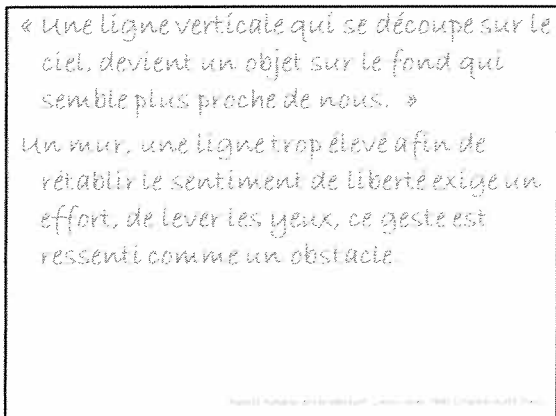 « Une ligne verticale qui se découpe sur le
ciel, devient un objet sur le fond qui
semble plus proche de nous. »
Un mur, une ligne trop élevé afin de
rétablir le sentiment de liberté exige un
effort, de lever les yeux, ce geste est
ressenti comme un obstacle